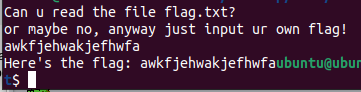 Can u read the file flag.txt?
or maybe no, anyway just input ur own flag!
awkfjehwakjefhwfa
Here's the flag: awkfjehwakjefhwfaubuntu@ubun
t$